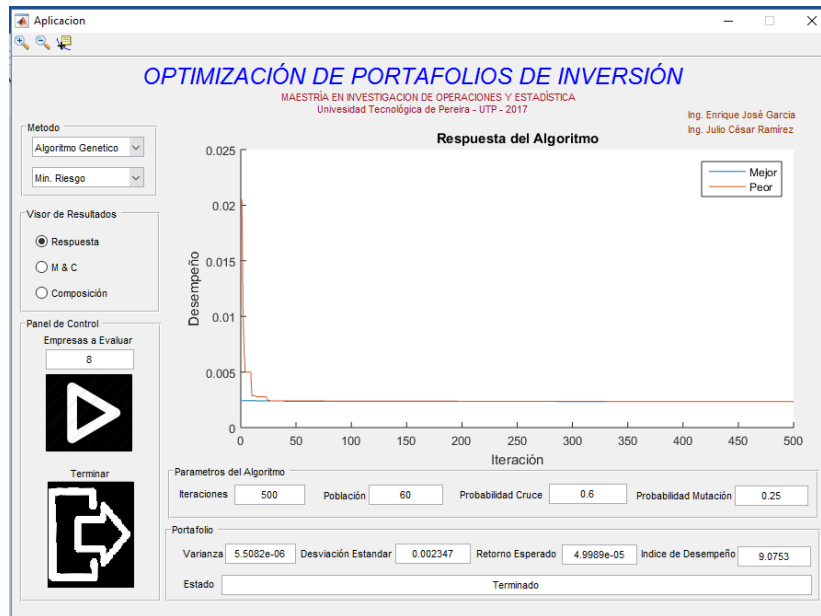 Aplicacion
OPTIMIZACIÓN DE PORTAFOLIOS DE INVERSIÓN
MAESTRÍA EN INVESTIGACION DE OPERACIONES Y ESTADÍSTICA
Univesidad Tecnológica de Pereira - UTP - 2017
Ing. Enrique José Garcia
Ing. Julio César Ramírez
Metodo
Algoritmo Genetico
Min. Riesgo
Visor de Resultados
Respuesta
M & C
Composición
Panel de Control
Empresas a Evaluar
8
Terminar
Respuesta del Algoritmo
Mejor
Peor
Desempeño
0.025
0.02
0.015
0.01
0.005
0
0 50 100 150 200 250 300 350 400 450 500
Iteración
Parametros del Algoritmo
Iteraciones 500 Población 60 Probabilidad Cruce 0.6 Probabilidad Mutación 0.25
Portafolio
Varianza 5.5082e-06 Desviación Estandar 0.002347 Retorno Esperado 4.9989e-05 Indice de Desempeño 9.0753
Estado Terminado